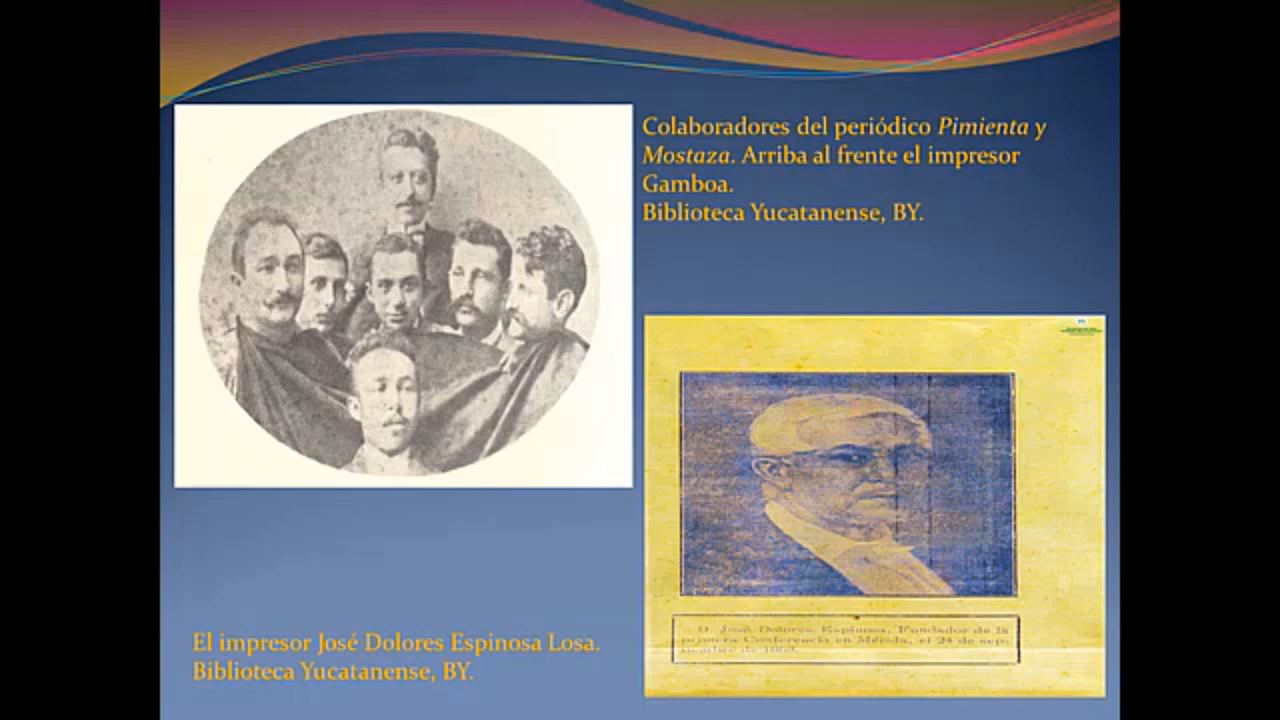 Colaboradores del periódico Pimienta y
Mostaza. Arriba al frente el impresor
Gamboa.
Biblioteca Yucatanense, BY.
D. José Dolores Espinosa, Fundador de la
primera Conferencia en Mérida, el 24 de sep-
El impresor José Dolores Espinosa Losa.
Biblioteca Yucatanense, BY.